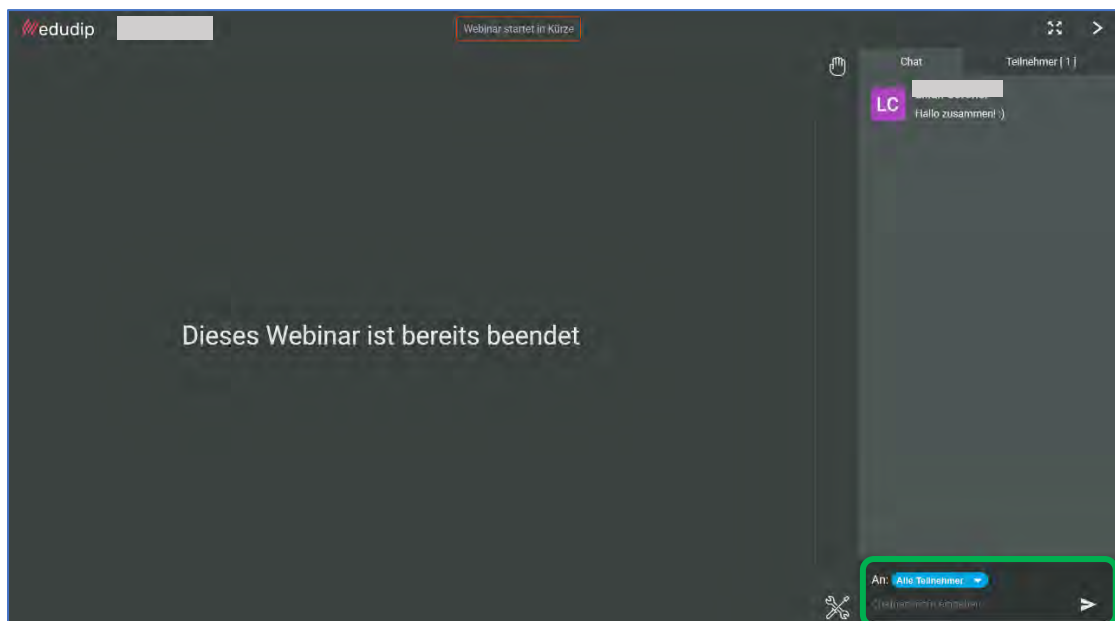 edudip
Webinar startet in Kürze
Chat
Teilnehmer [ 1 ]
LC
Hallo zusammen! :)
Dieses Webinar ist bereits beendet
An: Alle Teilnehmer